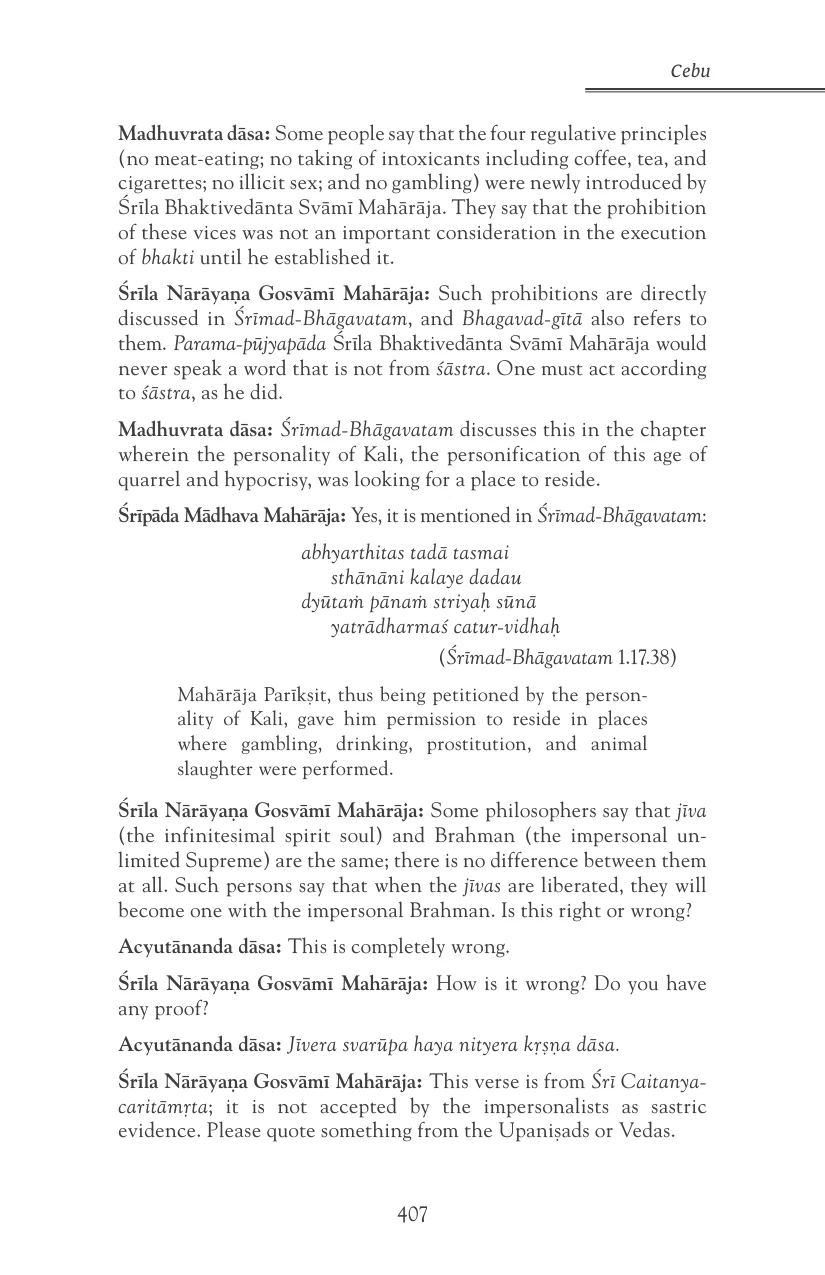 Cebu
Madhuvrata dāsa: Some people say that the four regulative principles
(no meat-eating; no taking of intoxicants including coffee, tea, and
cigarettes; no illicit sex; and no gambling) were newly introduced by
Śrīla Bhaktivedānta Svāmī Mahārāja. They say that the prohibition
of these vices was not an important consideration in the execution
of bhakti until he established it.
Śrīla Nārāyaṇa Gosvāmī Mahārāja: Such prohibitions are directly
discussed in Śrīmad-Bhāgavatam, and Bhagavad-gītā also refers to
them. Parama-pūjyapāda Śrīla Bhaktivedānta Svāmī Mahārāja would
never speak a word that is not from śāstra. One must act according
to śāstra, as he did.
Madhuvrata dāsa: Śrīmad-Bhāgavatam discusses this in the chapter
wherein the personality of Kali, the personification of this age of
quarrel and hypocrisy, was looking for a place to reside.
Śrīpāda Mādhava Mahārāja: Yes, it is mentioned in Śrīmad-Bhāgavatam:
abhyarthitas tadā tasmai
sthānāni kalaye dadau
dyūtaṁ pānaṁ striyaḥ sūnā
yatrādharmaś catur-vidhaḥ
(Śrīmad-Bhāgavatam 1.17.38)
Mahārāja Parīkṣit, thus being petitioned by the person-
ality of Kali, gave him permission to reside in places
where gambling, drinking, prostitution, and animal
slaughter were performed.
Śrīla Nārāyaṇa Gosvāmī Mahārāja: Some philosophers say that jīva
(the infinitesimal spirit soul) and Brahman (the impersonal un-
limited Supreme) are the same; there is no difference between them
at all. Such persons say that when the jīvas are liberated, they will
become one with the impersonal Brahman. Is this right or wrong?
Acyutānanda dāsa: This is completely wrong.
Śrīla Nārāyaṇa Gosvāmī Mahārāja: How is it wrong? Do you have
any proof?
Acyutānanda dāsa: Jīvera svarūpa haya nityera kṛṣṇa dāsa.
Śrīla Nārāyaṇa Gosvāmī Mahārāja: This verse is from Śrī Caitanya-
caritāmṛta; it is not accepted by the impersonalists as sastric
evidence. Please quote something from the Upaniṣads or Vedas.
407